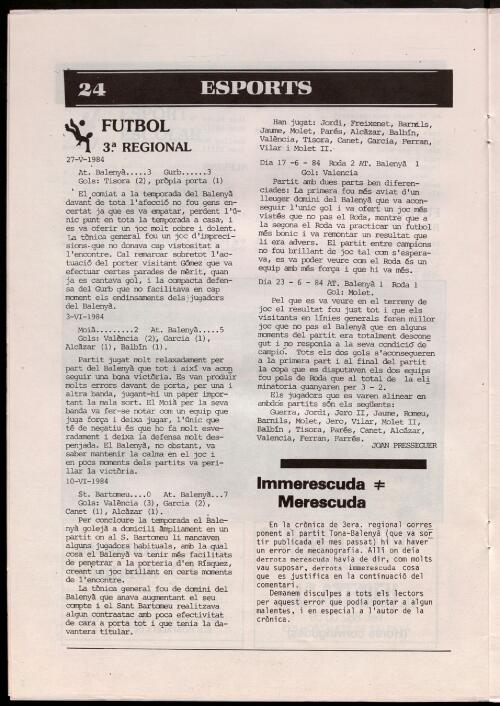 24
ESPORTS
FUTBOL
3ª REGIONAL
27-V-1984
At. Balenyà.....3 Gurb......3
Gols: Tisora (2), pròpia porta (1)
El comiat a la temporada del Balenyà
davant de tota l'afecció no fou gens en-
certat ja que es va empatar, perdent l'ú-
nic punt en tota la temporada a casa, i
es va oferir un joc molt pobre i dolent.
La tònica general fou un joc d'impreci-
sions que no donava cap vistositat a
l'encontre. Cal remarcar sobretot l'ac-
tuació del porter visitant Gómez que va
efectuar certes parades de mèrit, quan
ja es cantava gol, i la compacta defen-
sa del Gurb que no facilitava en cap
moment els endinsaments dels jugadors
del Balenyà.
3-VI-1984
Moià.........2 At. Balenyà.....5
Gols: València (2), Garcia (1),
Alcázar (1), Balbín (1).
Partit jugat molt relaxadament per
part del Balenyà que tot i així va acon
seguir una bona victòria. Es van produir
molts errors davant de porta, per una i
altra banda, jugant-hi un paper impor-
tant la mala sort. El Moià per la seva
banda va fer-se notar com un equip que
juga força i deixa jugar, l'únic que
té de negatiu és que ho fa molt esve-
radament i deixa la defensa molt des-
penjada. El Balenyà, no obstant, va
saber mantenir la calma en el joc i
en pocs moments dels partits va peri-
llar la victòria.
10-VI-1984
St. Bartomeu....0 At. Balenyà...7
Gols: València (3), Garcia (2),
Canet (1), Alcázar (1).
Per concloure la temporada el Bale-
nyà golejà a domicili àmpliament en un
partit on al S. Bartomeu li mancaven
alguns jugadors habituals, amb la qual
cosa el Balenyà va tenir més facilitats
de penetrar a la porteria d'en Rísquez,
creant un joc brillant en certs moments
de l'encontre.
La tònica general fou de domini del
Balenyà que anava augmentant el seu
compte i el Sant Bartomeu realitzava
algun contraatac amb poca efectivitat
de cara a porta tot i que tenia la da-
vantera titular.
Han jugat: Jordi, Freixenet, Barnils,
Jaume, Molet, Parés, Alcázar, Balbín,
València, Tisora, Canet, Garcia, Ferran,
Vilar i Molet II.
Dia 17 -6 - 84 Roda 2 AT. Balenyà 1
Gol: Valencia
Partit amb dues parts ben diferen-
ciades: La primera fou més aviat d'un
lleuger domini del Balenyà que va acon-
seguir l'unic gol i va ofert un joc més
vistós que no pas el Roda, montre que a
la segona el Roda va practicar un futbol
més bonic i va remontar un resultat que
li era advers. El partit entre campions
no fou brillant de joc tal com s'espera-
va, es va poder veure com el Roda és un
equip amb més força i que hi va més.
Dia 23 - 6 - 84 AT. Balenyà 1 Roda 1
Gol: Molet.
Pel que es va veure en el terreny de
joc el resultat fou just tot i que els
visitants en línies generals feren millor
joc que no pas el Balenyà que en alguns
moments del partit era totalment descone
gut i no responia a la seva condició de
campió. Tots els dos gols s'aconsegueren
a la primera part i al final del partit
la copa que es disputaven els dos equips
fou pels de Roda que al total de la eli
minatoria guanyaren per 3 - 2.
Els jugadors que es varen alinear en
ambdós partits són els següents:
Guerra, Jordi, Joro II, Jaume, Romeu,
Barnils, Molet, Jero, Vilar, Molet II,
Balbín , Tisora, Parés, Canet, Alcázar,
Valencia, Ferran, Parrés.
JOAN PRESSEGUER
Immerescuda ≠
Merescuda
En la crònica de 3era. regional corres
ponent al partit Tona-Balenyà (que va sor
tir publicada el mes passat) hi va haver
un error de mecanografia. Allí on deia
derrota merescuda havia de dir, com molts
vau suposar, derrota immerescuda cosa
que es justifica en la continuació del
comentari.
Demanem disculpes a tots els lectors
per aquest error que podia portar a algun
malentes, i en especial a l'autor de la
crònica.